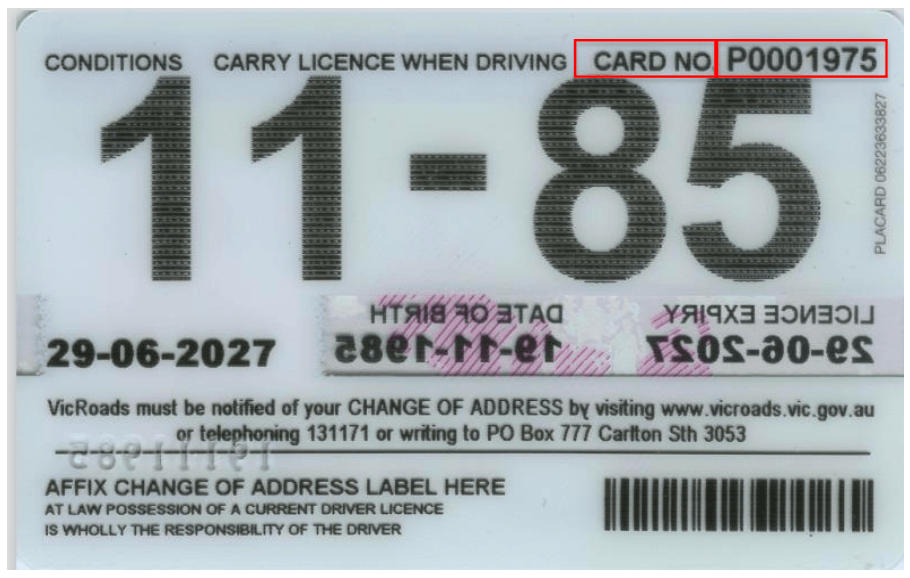 CONDITIONS CARRY LICENCE WHEN DRIVING CARD NO P0001975
11-85
PLACARD 06223633827
DATE OF BIRTH LICENCE EXPIRY
29-06-2027 19-11-1985 29-06-2027
VicRoads must be notified of your CHANGE OF ADDRESS by visiting www.vicroads.vic.gov.au
or telephoning 131171 or writing to PO Box 777 Carlton Sth 3053
19111985
AFFIX CHANGE OF ADDRESS LABEL HERE
AT LAW POSSESSION OF A CURRENT DRIVER LICENCE
IS WHOLLY THE RESPONSIBILITY OF THE DRIVER